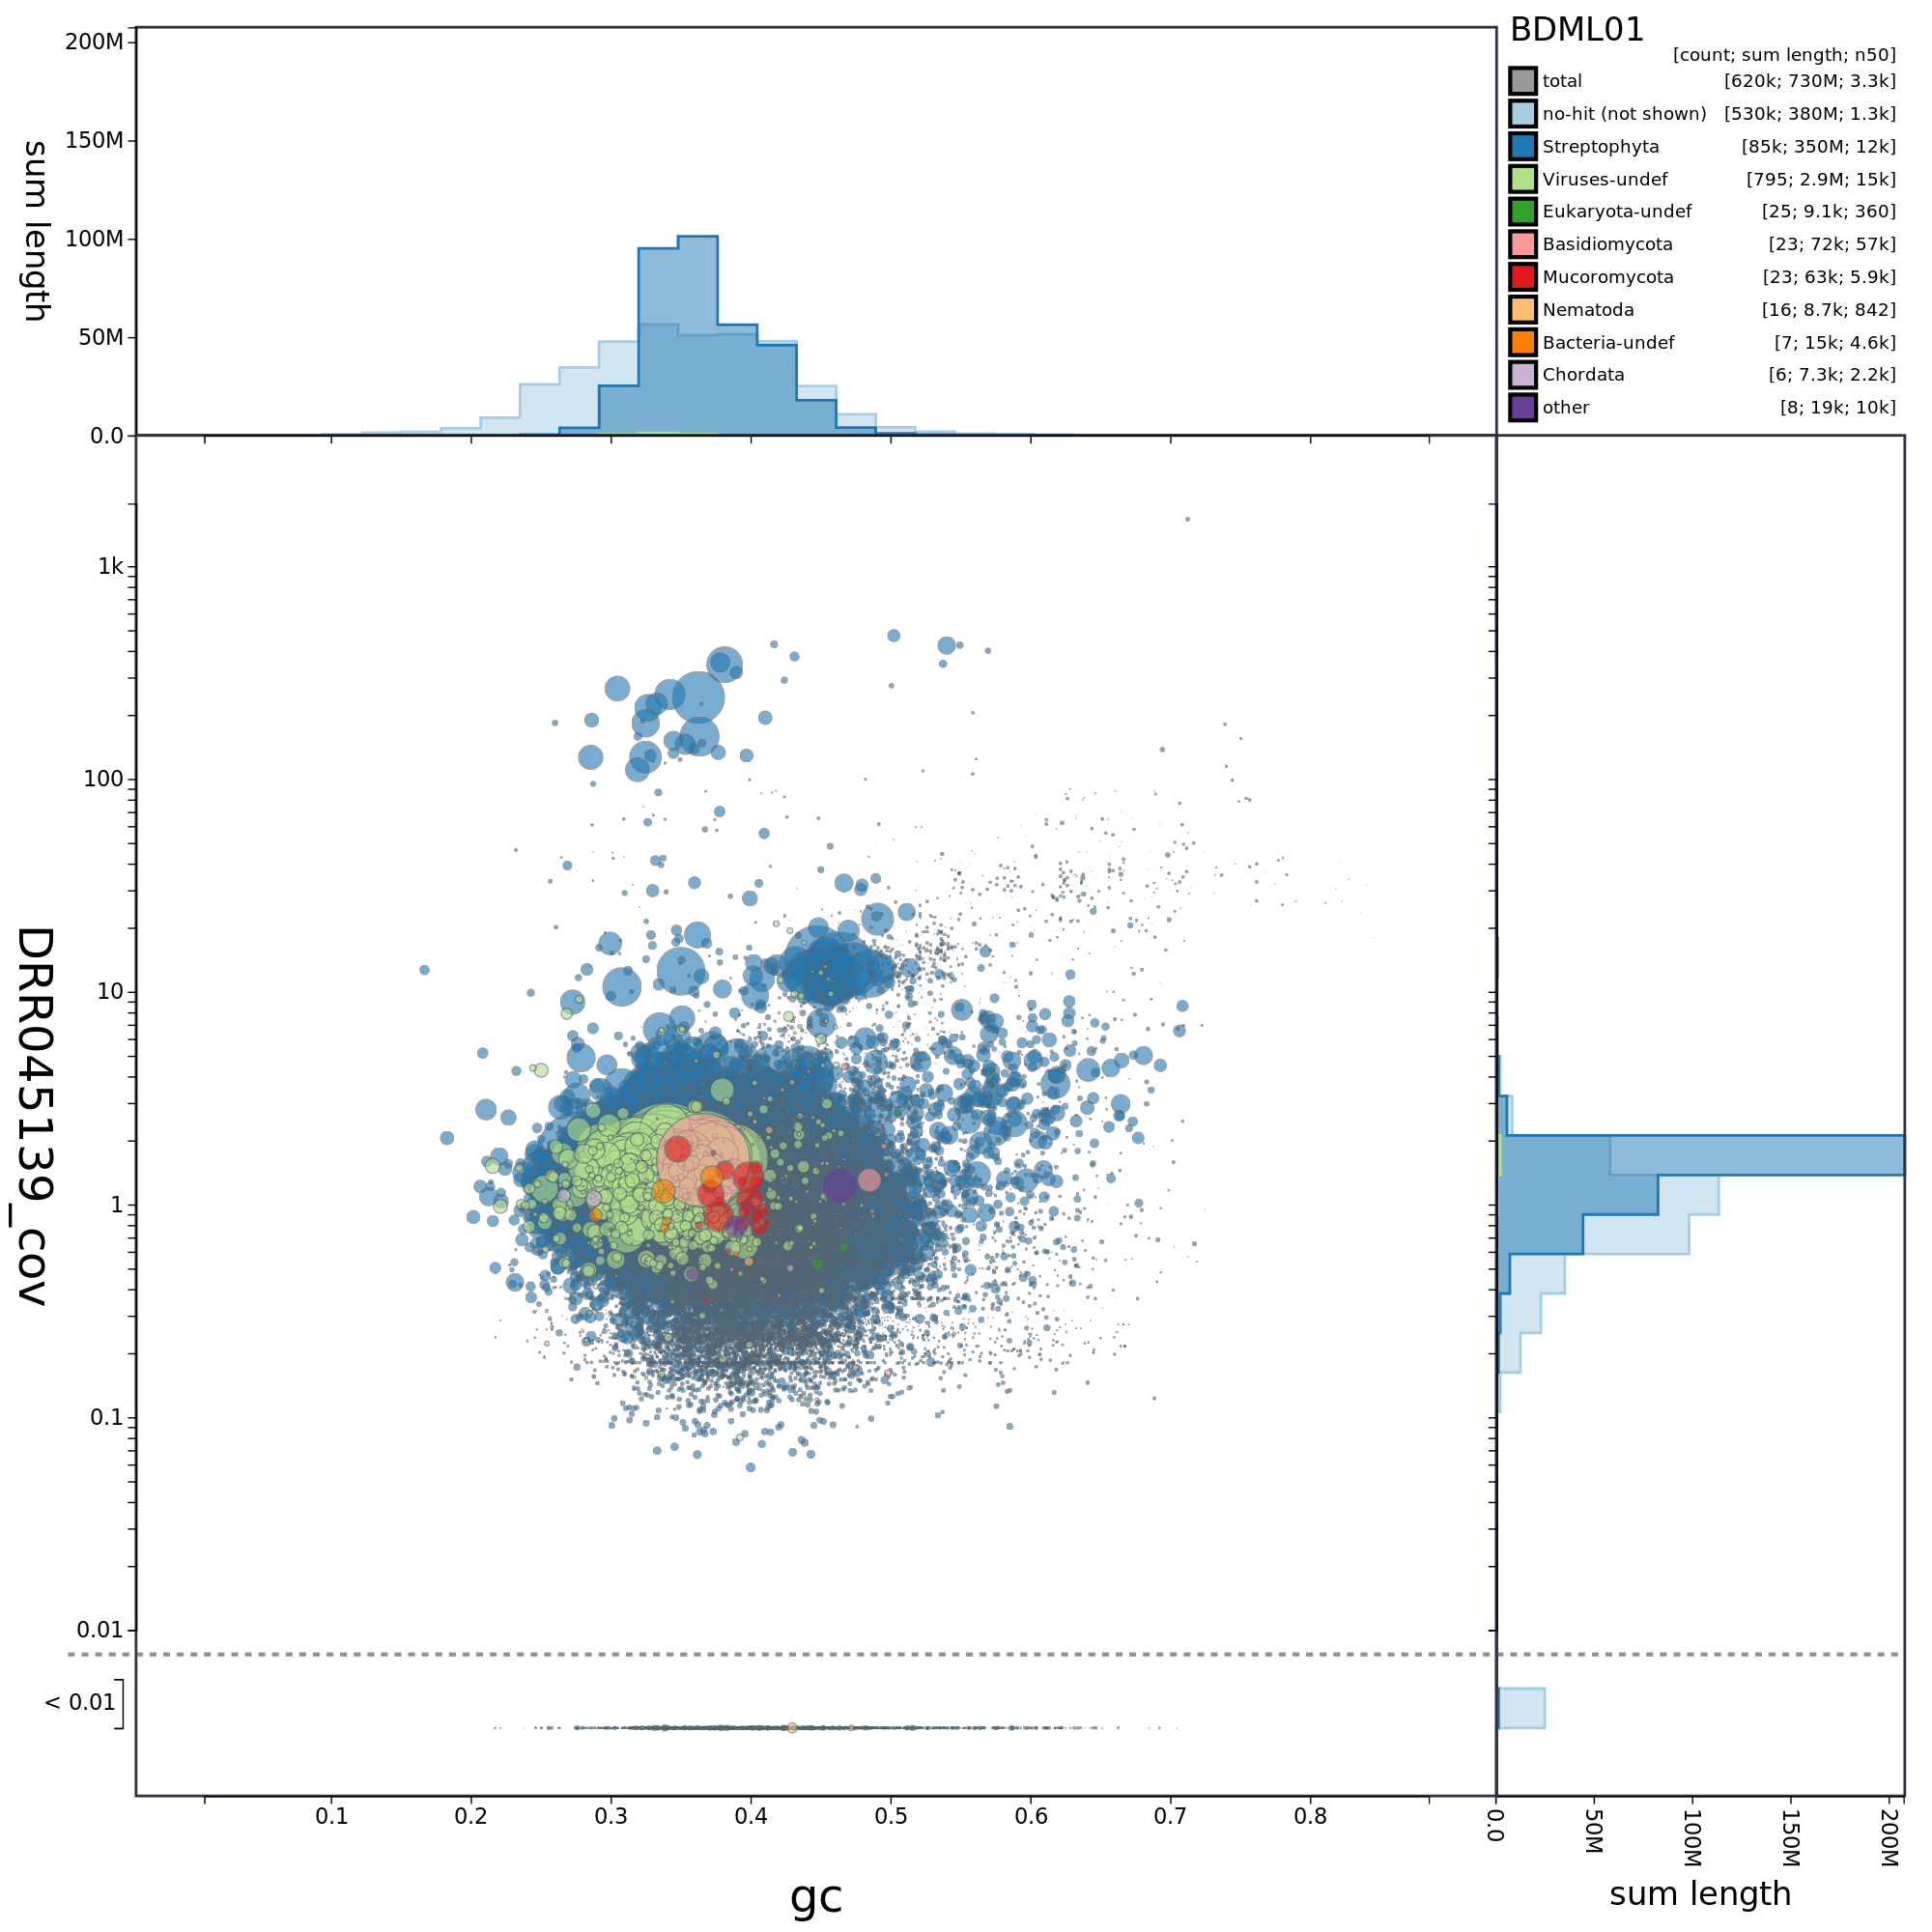 BDML01
[count; sum length; n50]
total [620k; 730M; 3.3k]
no-hit (not shown) [530k; 380M; 1.3k]
Streptophyta [85k; 350M; 12k]
Viruses-undef [795; 2.9M; 15k]
Eukaryota-undef [25; 9.1k; 360]
Basidiomycota [23; 72k; 57k]
Mucoromycota [23; 63k; 5.9k]
Nematoda [16; 8.7k; 842]
Bacteria-undef [7; 15k; 4.6k]
Chordata [6; 7.3k; 2.2k]
other [8; 19k; 10k]
sum length
200M
150M
100M
50M
0.0
DRR045139_cov
1k
100
10
1
0.1
0.01
< 0.01
0.1 0.2 0.3 0.4 0.5 0.6 0.7 0.8
gc
0.0 50M 100M 150M 200M
sum length